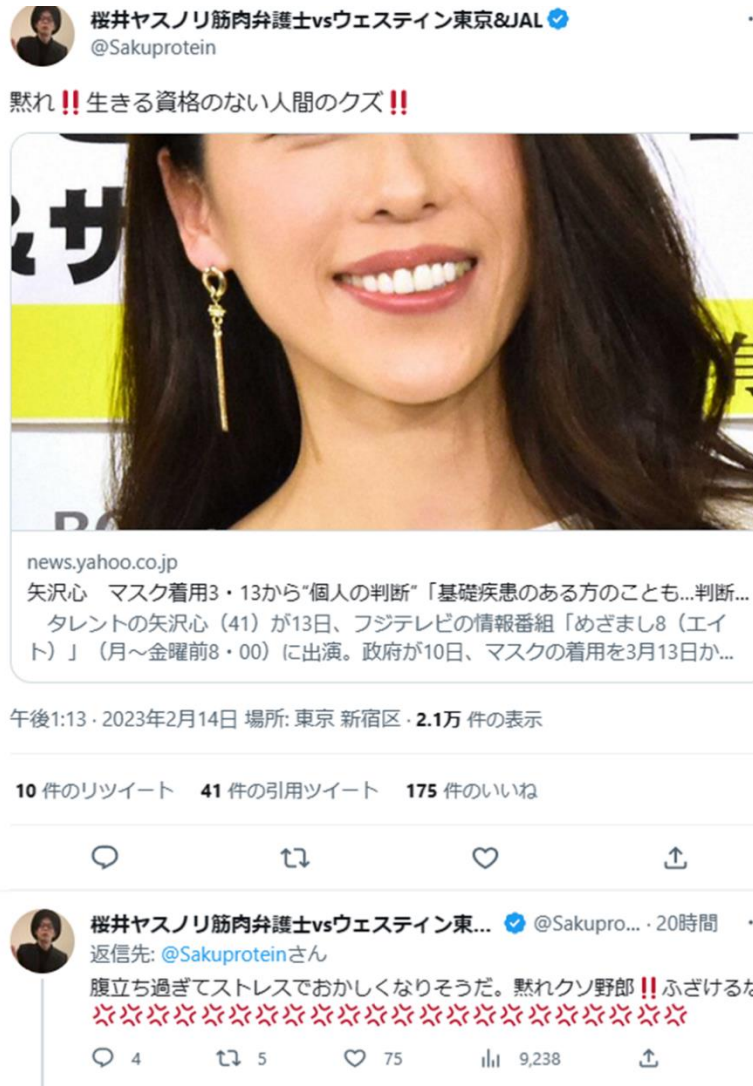 桜井ヤスノリ筋肉弁護士vsウェスティン東京&JAL
@Sakuprotein
黙れ‼生きる資格のない人間のクズ‼
&サ
news.yahoo.co.jp
矢沢心 マスク着用3・13から“個人の判断”「基礎疾患のある方のことも...判断...
タレントの矢沢心（41）が13日、フジテレビの情報番組「めざまし8（エイ
ト）」（月～金曜前8・00）に出演。政府が10日、マスクの着用を3月13日か...
午後1:13 · 2023年2月14日 場所: 東京 新宿区 · 2.1万 件の表示
10 件のリツイート 41 件の引用ツイート 175 件のいいね
桜井ヤスノリ筋肉弁護士vsウェスティン東... @Sakupro... · 20時間
返信先: @Sakuproteinさん
腹立ち過ぎてストレスでおかしくなりそうだ。黙れクソ野郎‼ふざけるな
💢💢💢💢💢💢💢💢💢💢💢💢💢💢💢💢💢💢💢💢💢💢
4 5 75 9,238